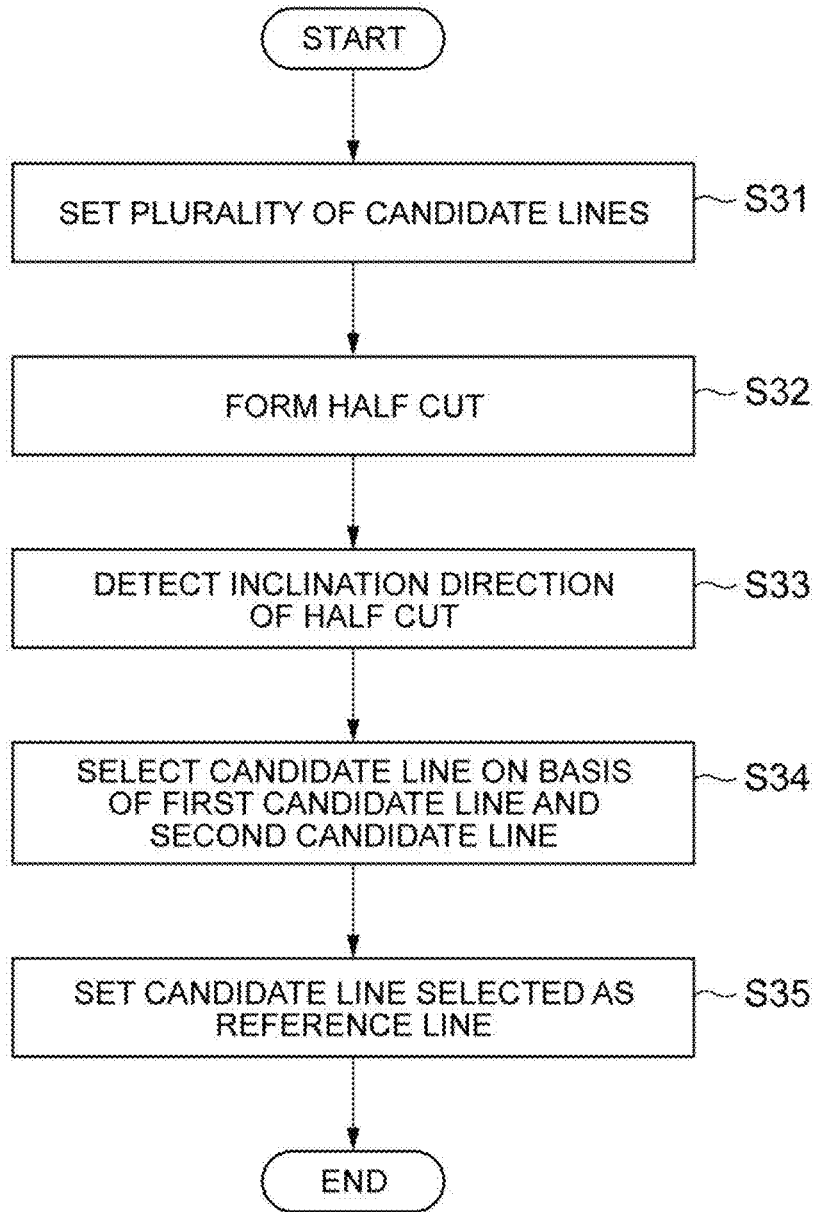 START
SET PLURALITY OF CANDIDATE LINES
S31
FORM HALF CUT
S32
DETECT INCLINATION DIRECTION
OF HALF CUT
S33
SELECT CANDIDATE LINE ON BASIS
OF FIRST CANDIDATE LINE AND
SECOND CANDIDATE LINE
S34
SET CANDIDATE LINE SELECTED AS
REFERENCE LINE
S35
END